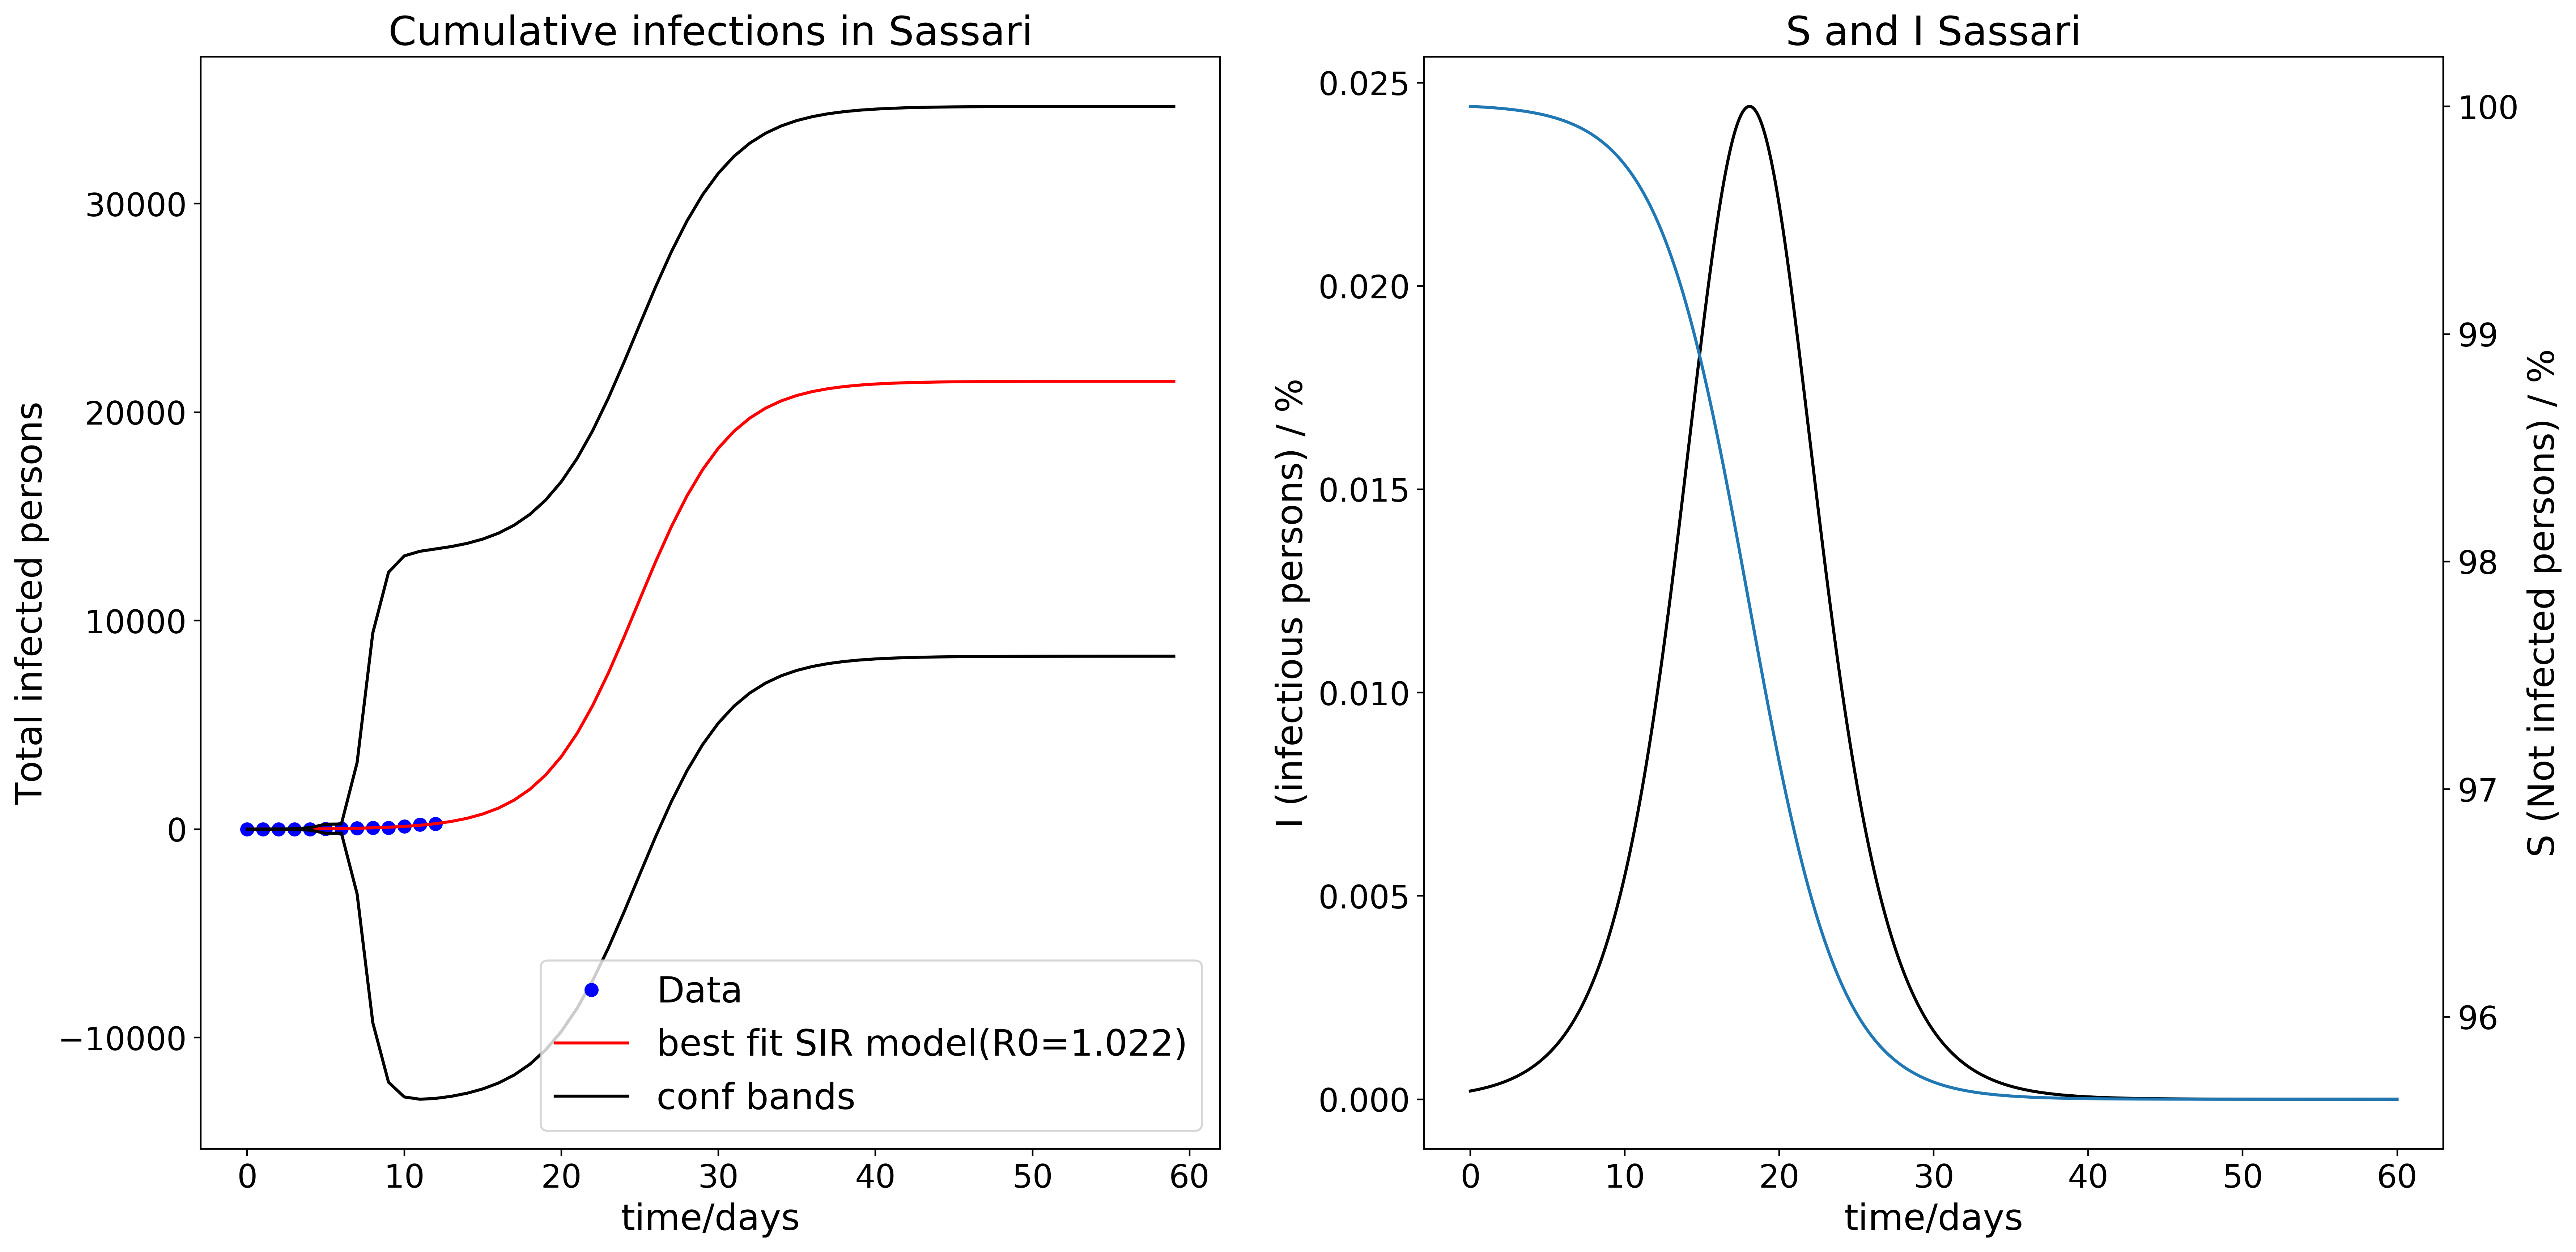 Cumulative infections in Sassari
Total infected persons
30000
20000
10000
0
−10000
0 10 20 30 40 50 60
time/days
Data
best fit SIR model(R0=1.022)
conf bands
S and I Sassari
I (infectious persons) / %
0.025
0.020
0.015
0.010
0.005
0.000
0 10 20 30 40 50 60
time/days
100
99
98
97
96
S (Not infected persons) / %